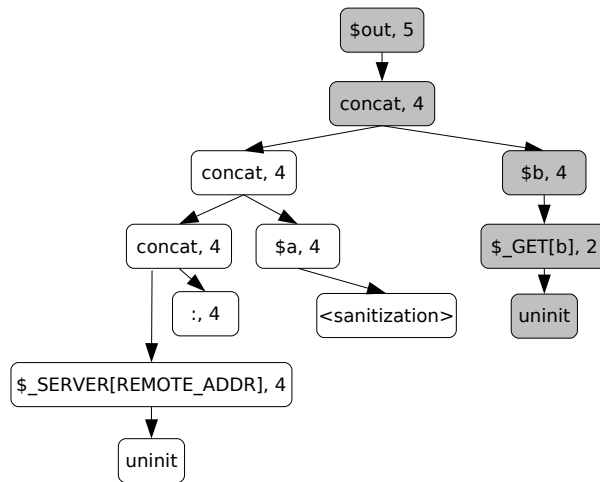 $out, 5
concat, 4
concat, 4
$b, 4
concat, 4
$a, 4
$_GET[b], 2
:, 4
<sanitization>
uninit
$_SERVER[REMOTE_ADDR], 4
uninit